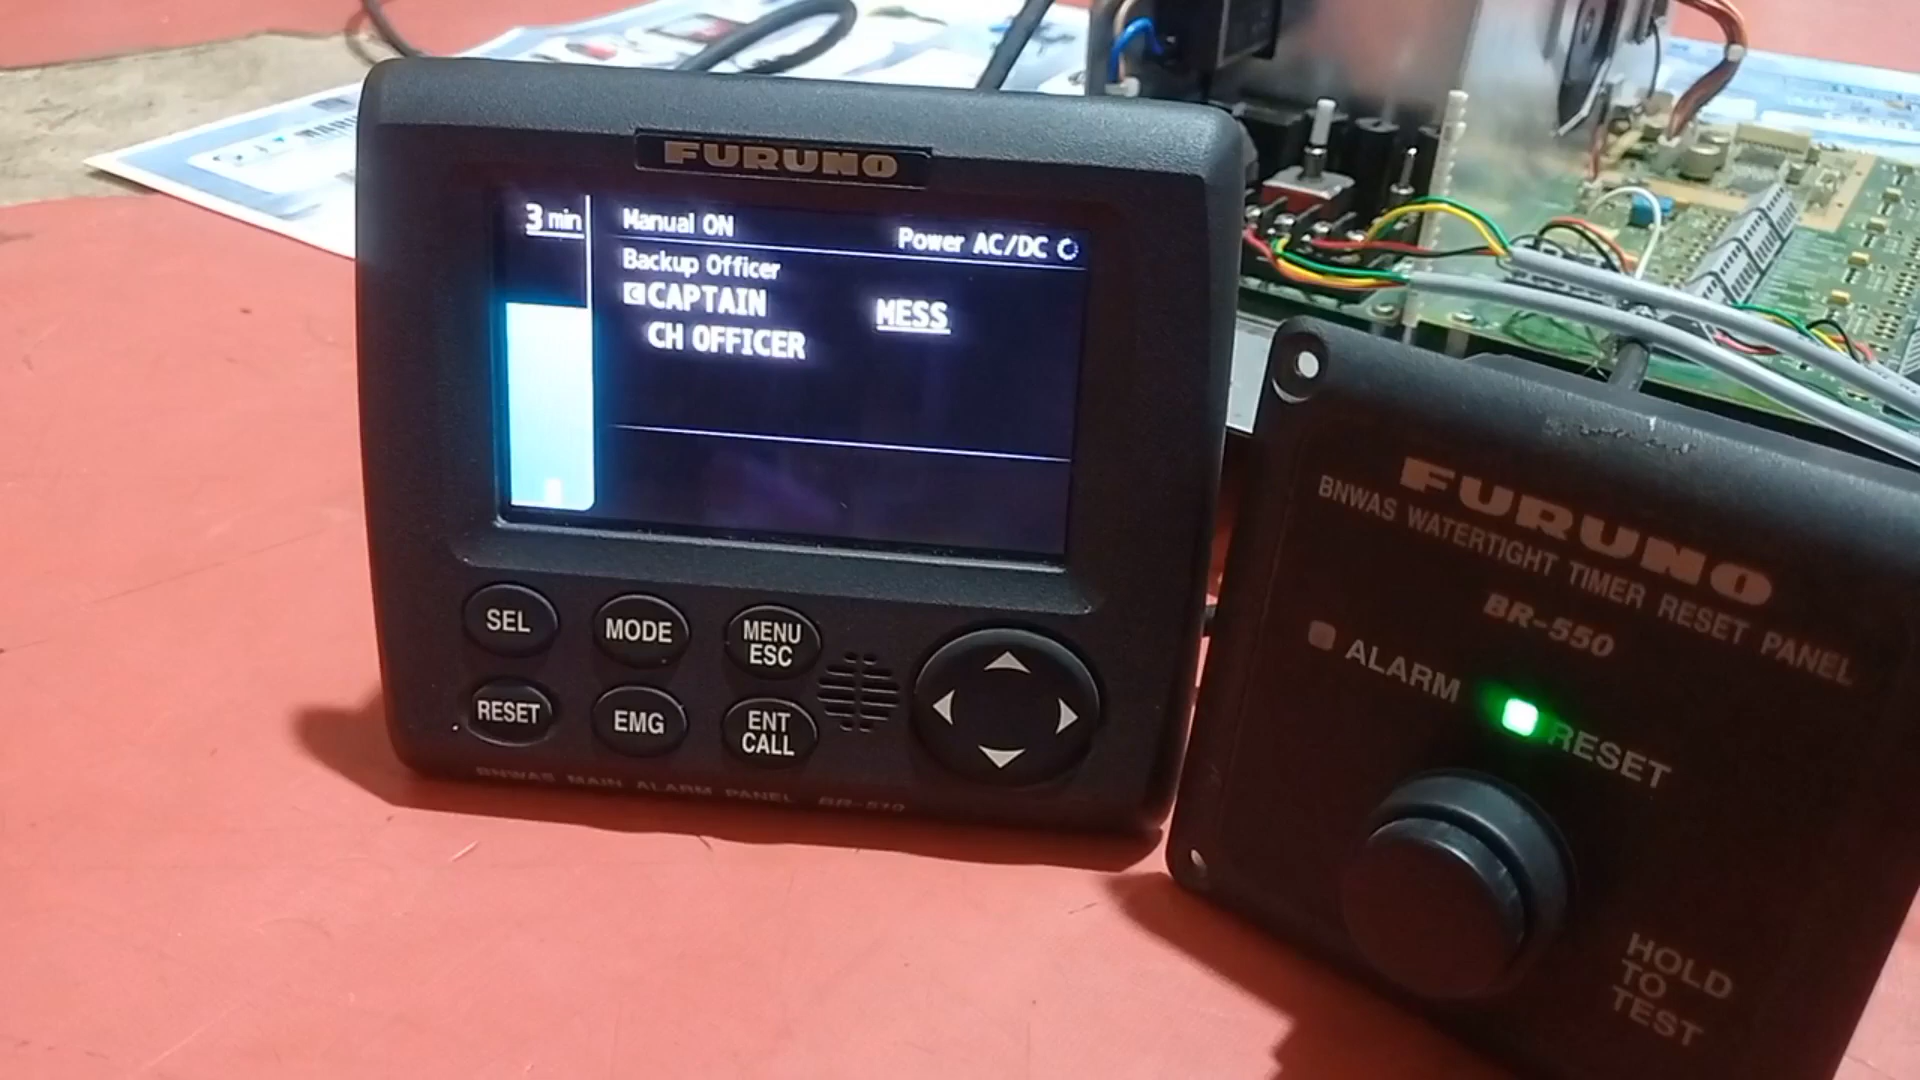 FURUNO
3 min
Manual ON
Power AC/DC
Backup Officer
C CAPTAIN
MESS
CH OFFICER
SEL
MODE
MENU
ESC
RESET
EMG
ENT
CALL
BNWAS MAIN ALARM PANEL BR-510
FURUNO
BNWAS WATERTIGHT TIMER RESET PANEL
BR-550
ALARM
RESET
HOLD
TO
TEST